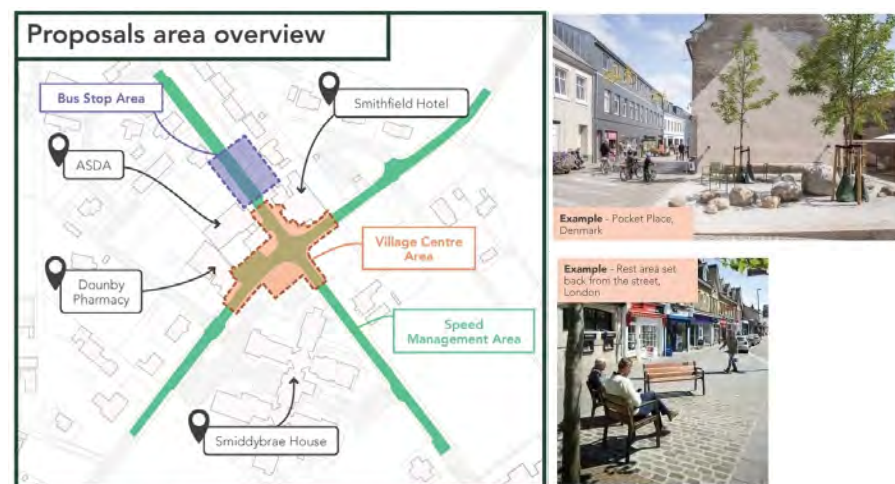 Proposals area overview
Bus Stop Area
Smithfield Hotel
ASDA
Village Centre
Area
Dounby
Pharmacy
Speed
Management Area
Smiddybrae House
Example - Pocket Place,
Denmark
Example - Rest area set
back from the street,
London